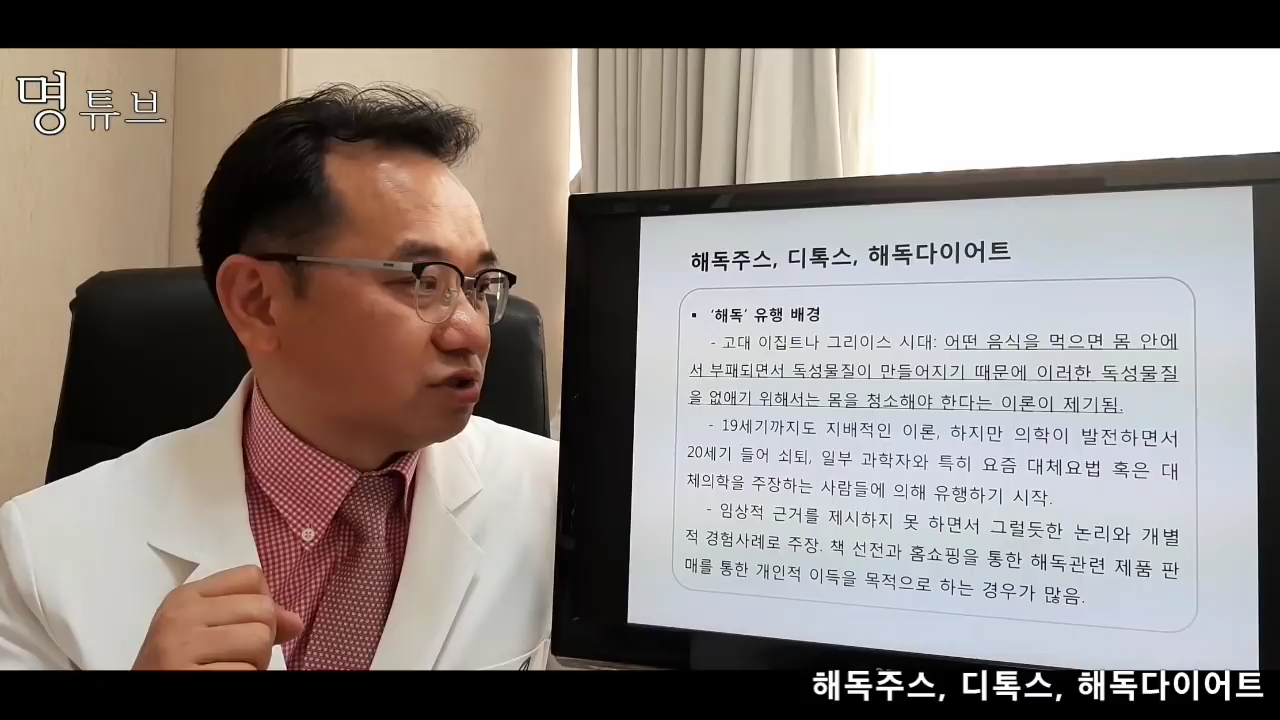 명튜브
해독주스, 디톡스, 해독다이어트
▪ '해독' 유행 배경
- 고대 이집트나 그리이스 시대: 어떤 음식을 먹으면 몸 안에
서 부패되면서 독성물질이 만들어지기 때문에 이러한 독성물질
을 없애기 위해서는 몸을 청소해야 한다는 이론이 제기됨.
- 19세기까지도 지배적인 이론, 하지만 의학이 발전하면서
20세기 들어 쇠퇴, 일부 과학자와 특히 요즘 대체요법 혹은 대
체의학을 주장하는 사람들에 의해 유행하기 시작.
- 임상적 근거를 제시하지 못 하면서 그럴듯한 논리와 개별
적 경험사례로 주장. 책 선전과 홈쇼핑을 통한 해독관련 제품 판
매를 통한 개인적 이득을 목적으로 하는 경우가 많음.
해독주스, 디톡스, 해독다이어트